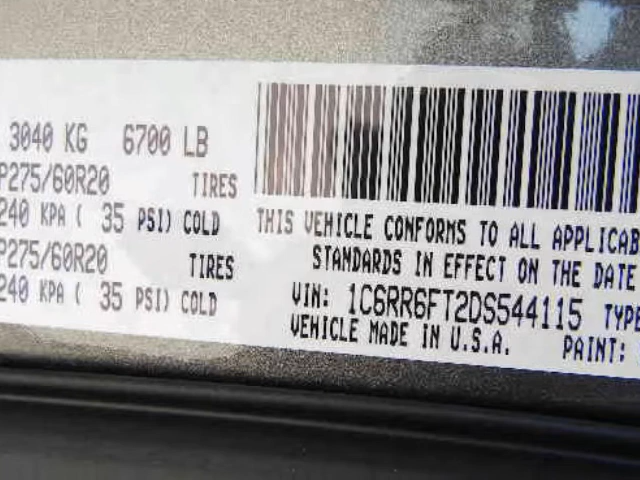 3040 KG 6700 LB
P275/60R20 TIRES
240 KPA ( 35 PSI) COLD
P275/60R20 TIRES
240 KPA ( 35 PSI) COLD
THIS VEHICLE CONFORMS TO ALL APPLICAB
STANDARDS IN EFFECT ON THE DATE
VIN: 1C6RR6FT2DS544115 TYPE
VEHICLE MADE IN U.S.A. PAINT: